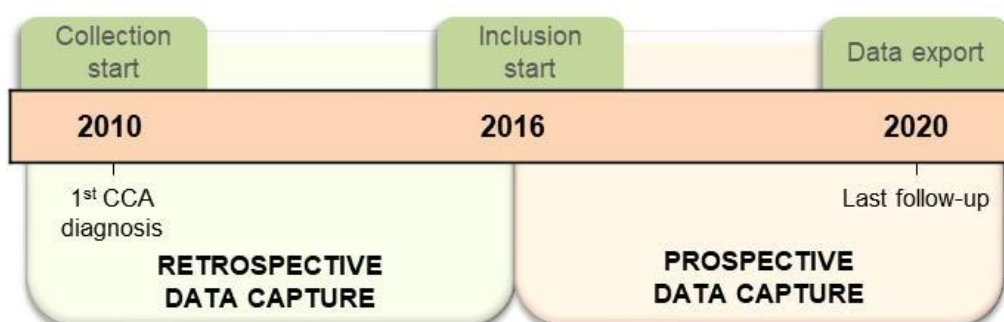 Collection
start
Inclusion
start
Data export
2010
2016
2020
1st CCA
diagnosis
Last follow-up
RETROSPECTIVE
DATA CAPTURE
PROSPECTIVE
DATA CAPTURE